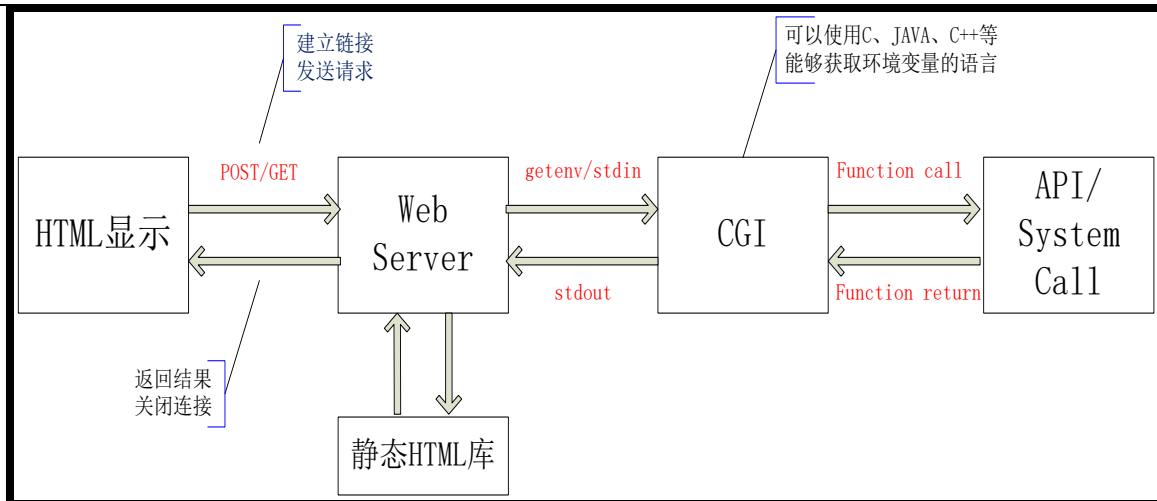 建立链接
发送请求
可以使用C、JAVA、C++等
能够获取环境变量的语言
POST/GET
getenv/stdin
Function call
HTML显示
Web
Server
CGI
API/
System
Call
stdout
Function return
返回结果
关闭连接
静态HTML库